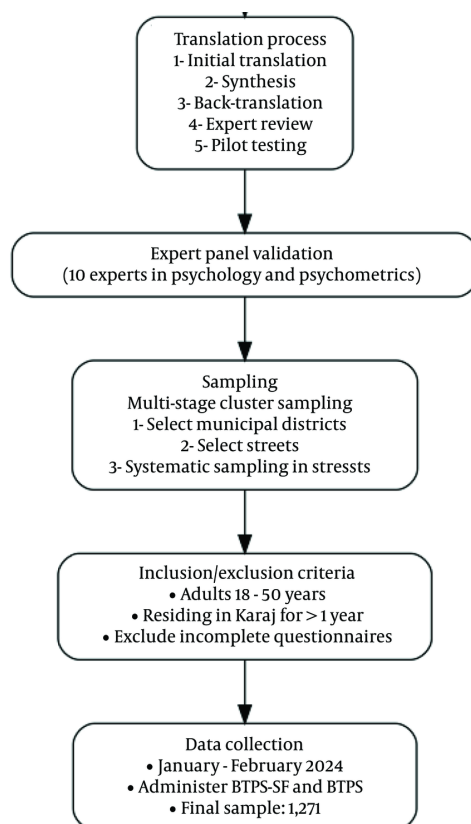 Translation process
1- Initial translation
2- Synthesis
3- Back-translation
4- Expert review
5- Pilot testing
Expert panel validation
(10 experts in psychology and psychometrics)
Sampling
Multi-stage cluster sampling
1- Select municipal districts
2- Select streets
3- Systematic sampling in stressts
Inclusion/exclusion criteria
• Adults 18 - 50 years
• Residing in Karaj for > 1 year
• Exclude incomplete questionnaires
Data collection
• January - February 2024
• Administer BTPS-SF and BTPS
• Final sample: 1,271